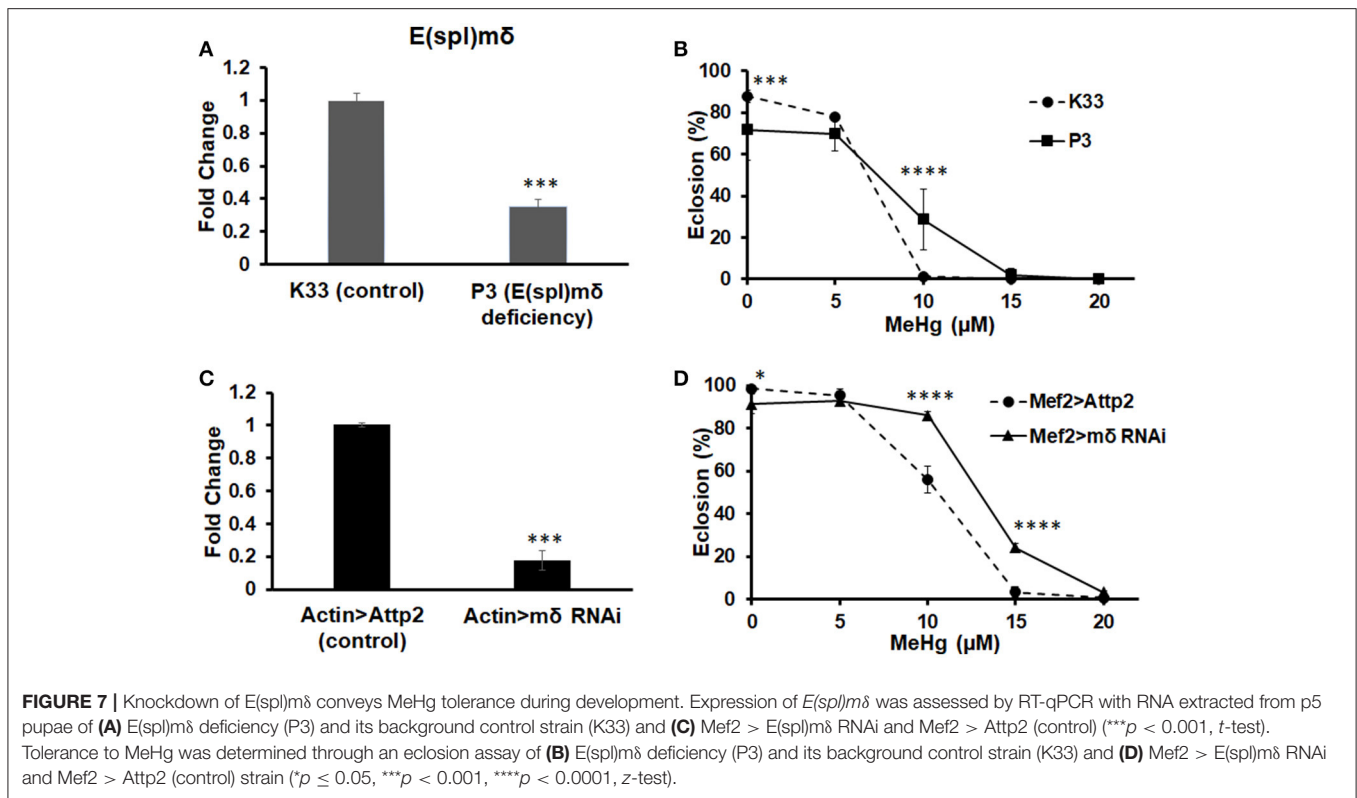 E(spl)mδ
A
Fold Change
1.2
1
0.8
0.6
0.4
0.2
0
***
K33 (control)
P3 (E(spl)mδ
deficiency)
B
Eclosion (%)
100
80
60
40
20
0
***
****
K33
P3
0 5 10 15 20
MeHg (µM)
C
Fold Change
1.2
1
0.8
0.6
0.4
0.2
0
***
Actin>Attp2
(control)
Actin>mδ RNAi
D
Eclosion (%)
100
80
60
40
20
0
*
****
****
Mef2>Attp2
Mef2>mδ RNAi
0 5 10 15 20
MeHg (µM)
FIGURE 7 | Knockdown of E(spl)mδ conveys MeHg tolerance during development. Expression of E(spl)mδ was assessed by RT-qPCR with RNA extracted from p5
pupae of (A) E(spl)mδ deficiency (P3) and its background control strain (K33) and (C) Mef2 > E(spl)mδ RNAi and Mef2 > Attp2 (control) (***p < 0.001, t-test).
Tolerance to MeHg was determined through an eclosion assay of (B) E(spl)mδ deficiency (P3) and its background control strain (K33) and (D) Mef2 > E(spl)mδ RNAi
and Mef2 > Attp2 (control) strain (*p ≤ 0.05, ***p < 0.001, ****p < 0.0001, z-test).